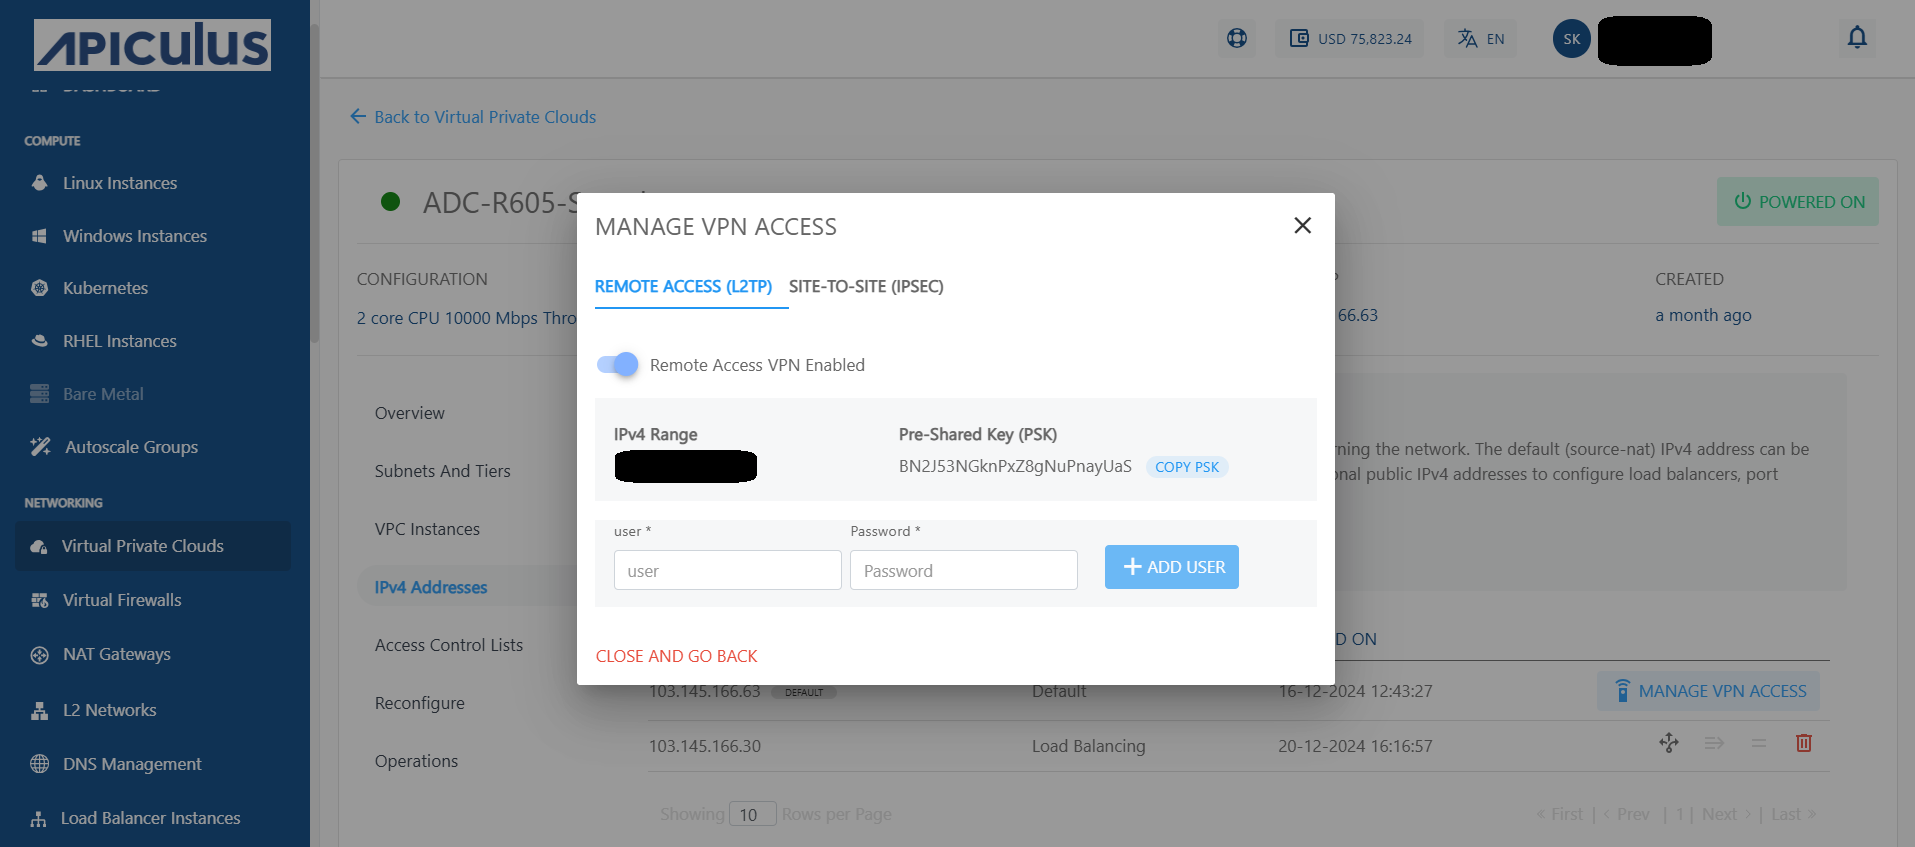 APICULUS
USD 75,823.24
EN
SK
DASHBOARD
COMPUTE
Linux Instances
Windows Instances
Kubernetes
RHEL Instances
Bare Metal
Autoscale Groups
NETWORKING
Virtual Private Clouds
Virtual Firewalls
NAT Gateways
L2 Networks
DNS Management
Load Balancer Instances
Back to Virtual Private Clouds
ADC-R605-S
POWERED ON
CONFIGURATION
2 core CPU 10000 Mbps Thro
66.63
CREATED
a month ago
Overview
Subnets And Tiers
VPC Instances
IPv4 Addresses
Access Control Lists
Reconfigure
Operations
the network. The default (source-nat) IPv4 address can be
public IPv4 addresses to configure load balancers, port
MANAGE VPN ACCESS
REMOTE ACCESS (L2TP) SITE-TO-SITE (IPSEC)
Remote Access VPN Enabled
IPv4 Range
Pre-Shared Key (PSK)
BN2J53NGknPxZ8gNuPnayUaS COPY PSK
user * Password *
user Password ADD USER
CLOSE AND GO BACK
D ON
103.145.166.63 DEFAULT Default 16-12-2024 12:43:27 MANAGE VPN ACCESS
103.145.166.30 Load Balancing 20-12-2024 16:16:57
Showing 10 Rows per Page
« First | ‹ Prev | 1 | Next › | Last »